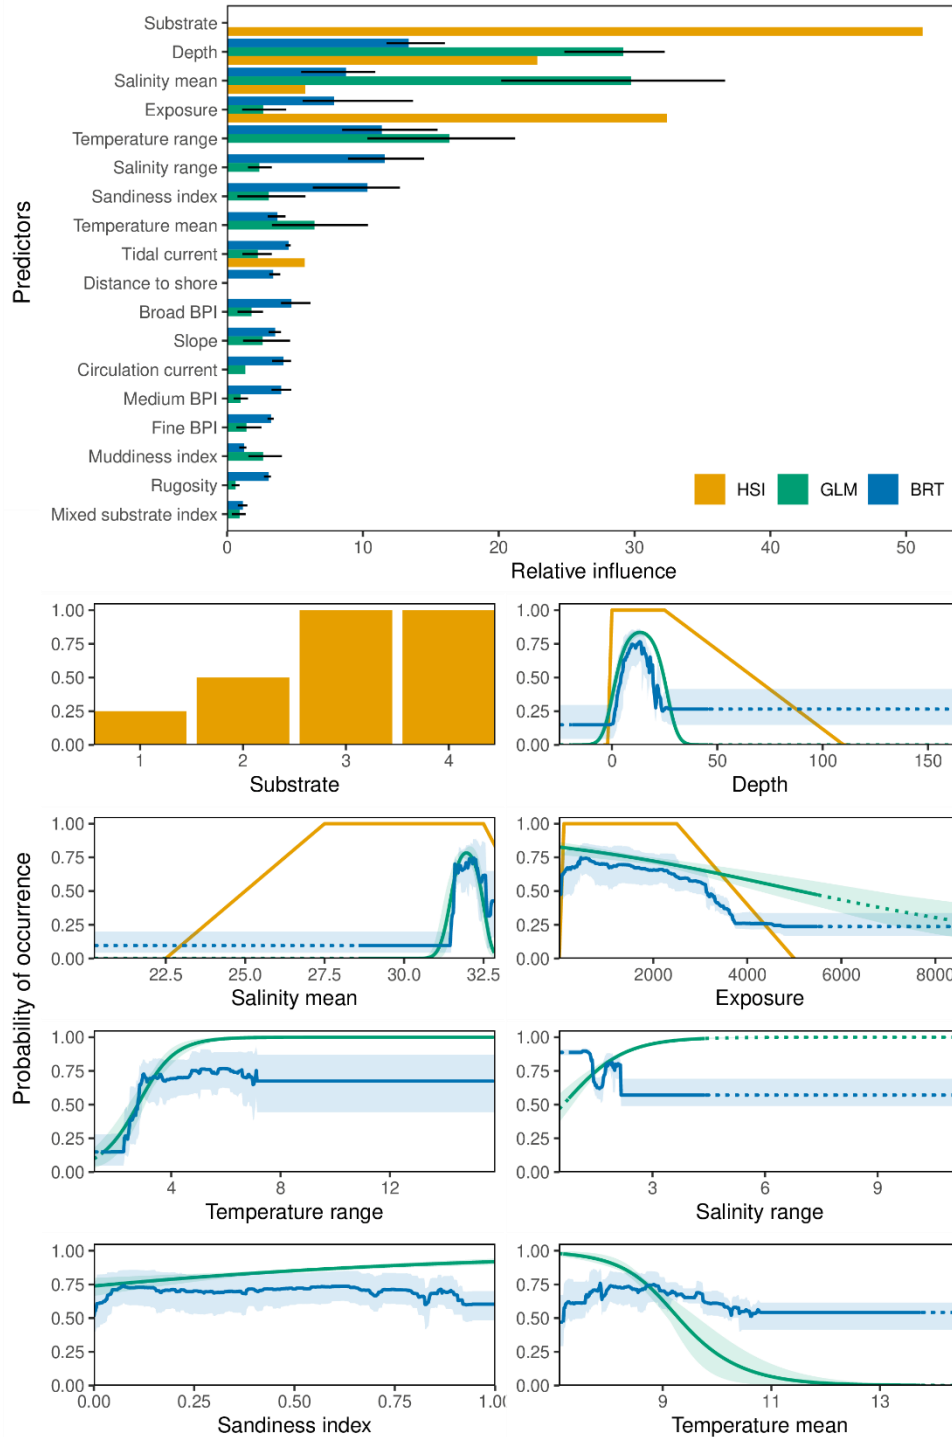 Predictors
Substrate
Depth
Salinity mean
Exposure
Temperature range
Salinity range
Sandiness index
Temperature mean
Tidal current
Distance to shore
Broad BPI
Slope
Circulation current
Medium BPI
Fine BPI
Muddiness index
Rugosity
Mixed substrate index
HSI GLM BRT
0 10 20 30 40 50
Relative influence
Probability of occurrence
1.00
0.75
0.50
0.25
0.00
1 2 3 4
Substrate
1.00
0.75
0.50
0.25
0.00
0 50 100 150
Depth
1.00
0.75
0.50
0.25
0.00
22.5 25.0 27.5 30.0 32.5
Salinity mean
1.00
0.75
0.50
0.25
0.00
2000 4000 6000 8000
Exposure
1.00
0.75
0.50
0.25
0.00
4 8 12
Temperature range
1.00
0.75
0.50
0.25
0.00
3 6 9
Salinity range
1.00
0.75
0.50
0.25
0.00
0.00 0.25 0.50 0.75 1.00
Sandiness index
1.00
0.75
0.50
0.25
0.00
9 11 13
Temperature mean